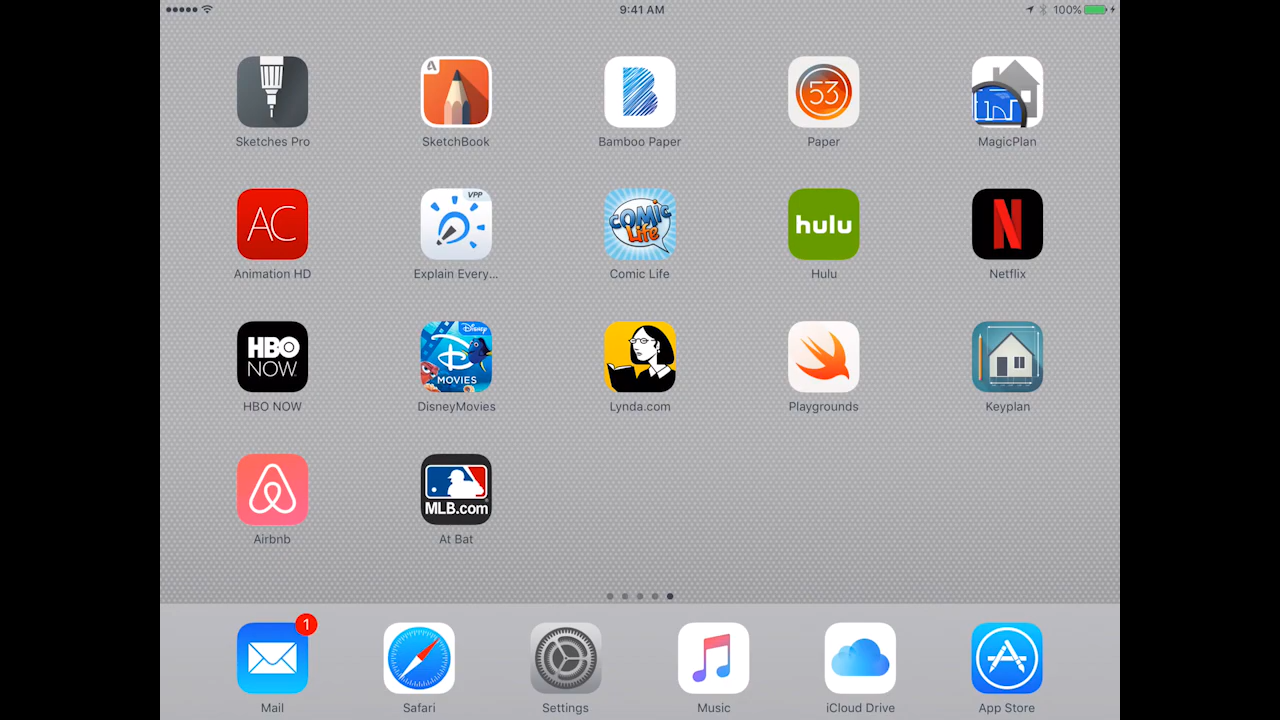 9:41 AM
100%
Sketches Pro
SketchBook
Bamboo Paper
53
Paper
MagicPlan
AC
Animation HD
VPP
Explain Every...
COMIC
Life
Comic Life
hulu
Hulu
N
Netflix
HBO
NOW
HBO NOW
Disney
D
MOVIES
DisneyMovies
Lynda.com
Playgrounds
Keyplan
Airbnb
MLB.com
At Bat
1
Mail
Safari
Settings
Music
iCloud Drive
App Store